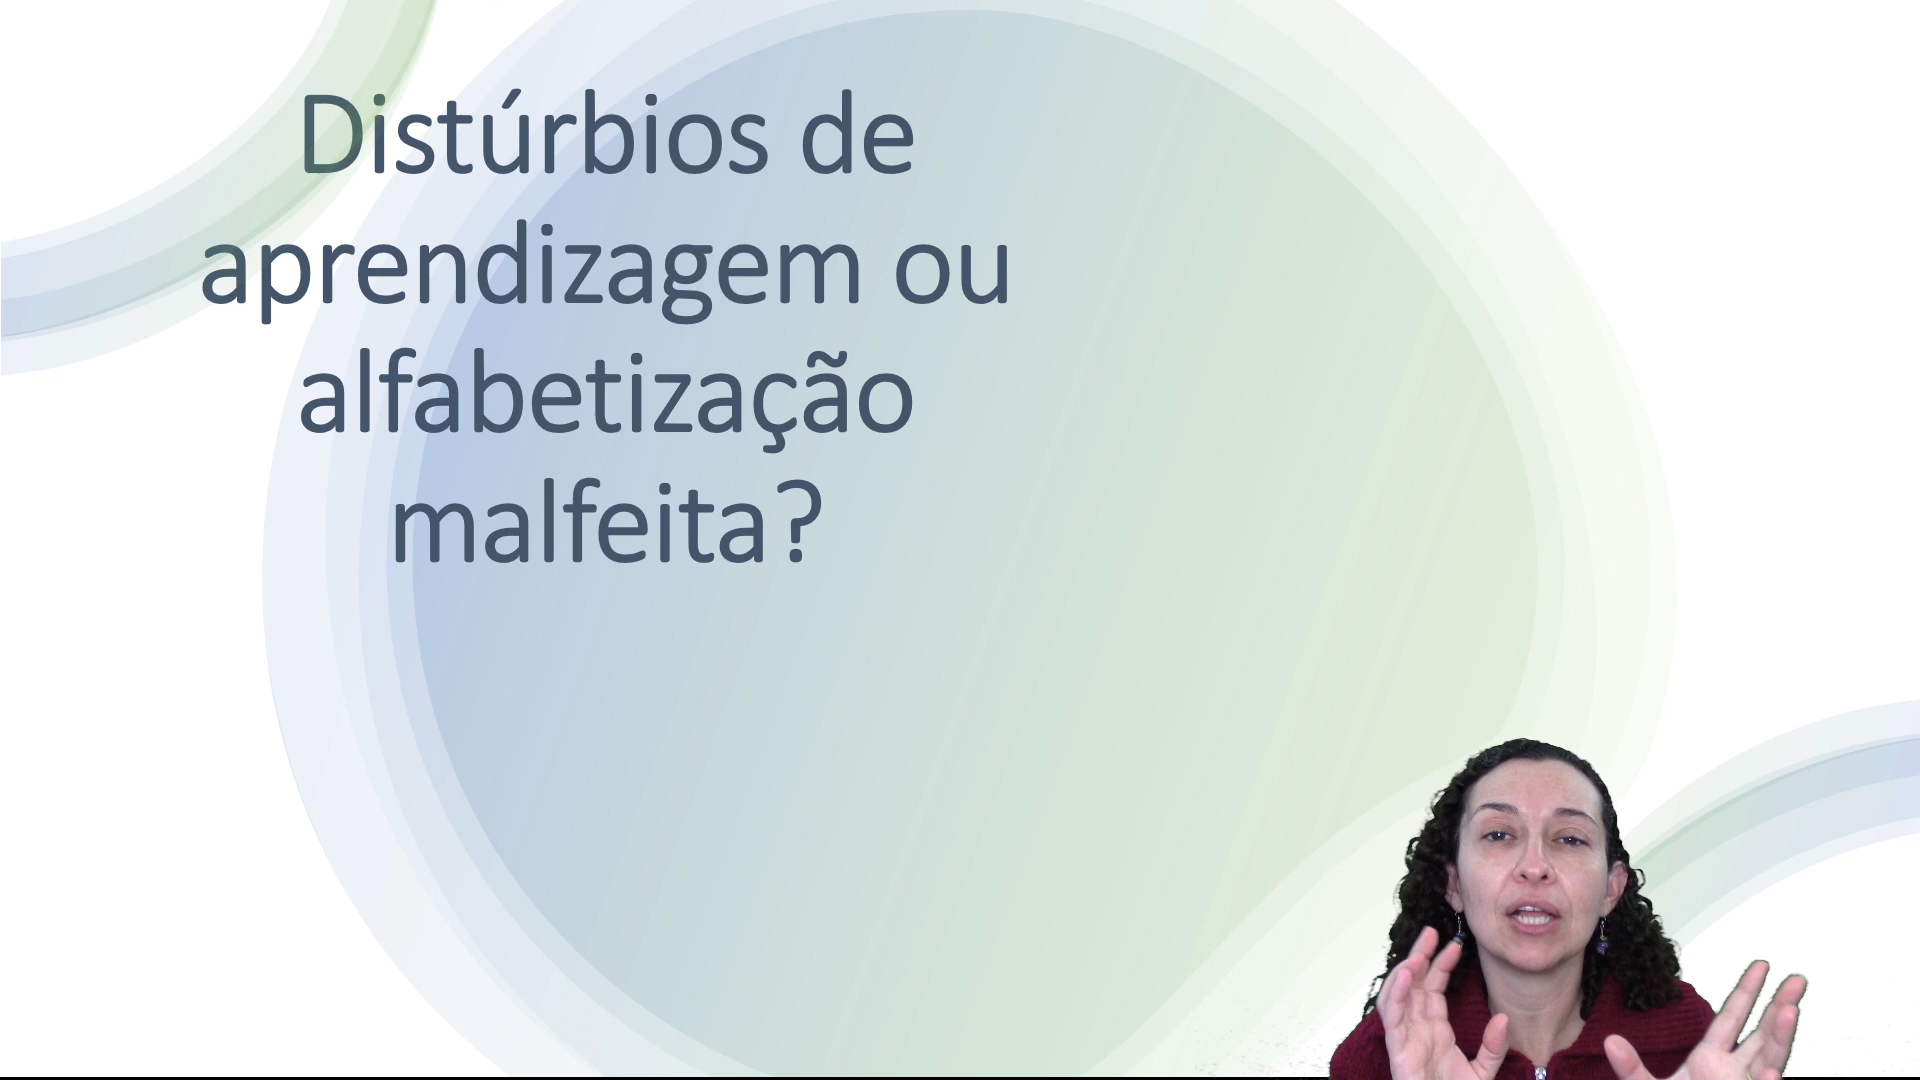 Distúrbios de
aprendizagem ou
alfabetização
malfeita?